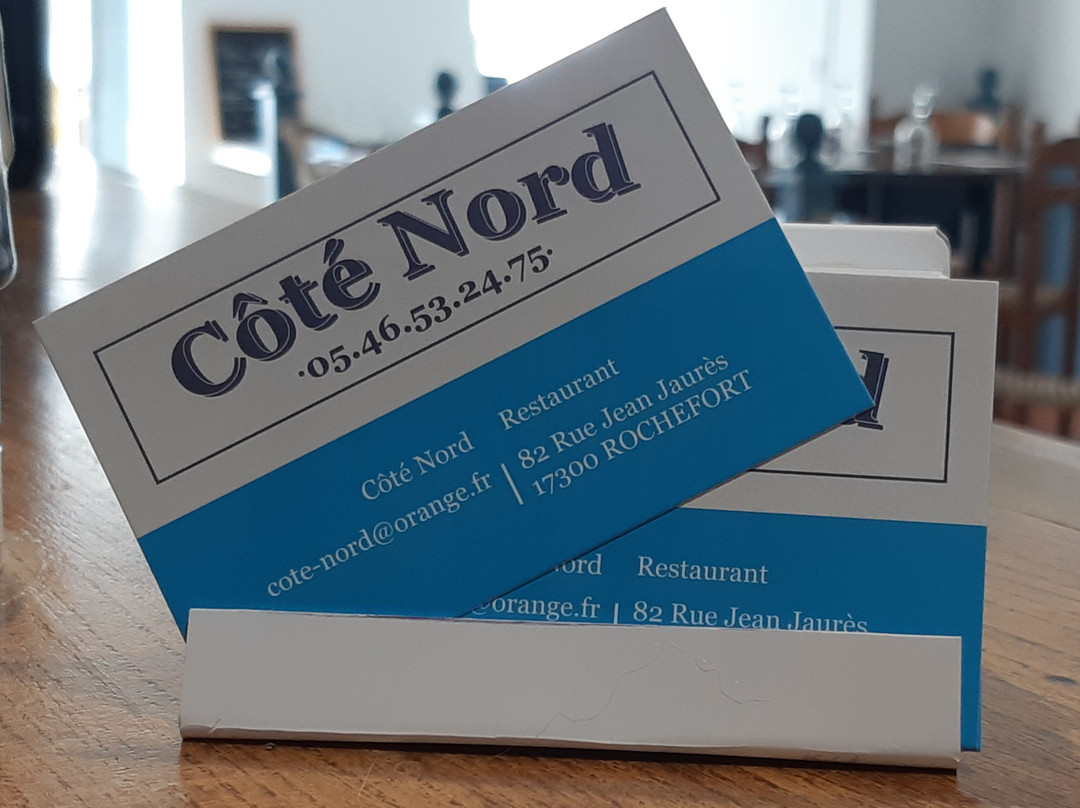 Côté Nord
·05.46.53.24.75·
Côté Nord Restaurant
cote-nord@orange.fr | 82 Rue Jean Jaurès
17300 ROCHEFORT
Restaurant
@orange.fr | 82 Rue Jean Jaurès